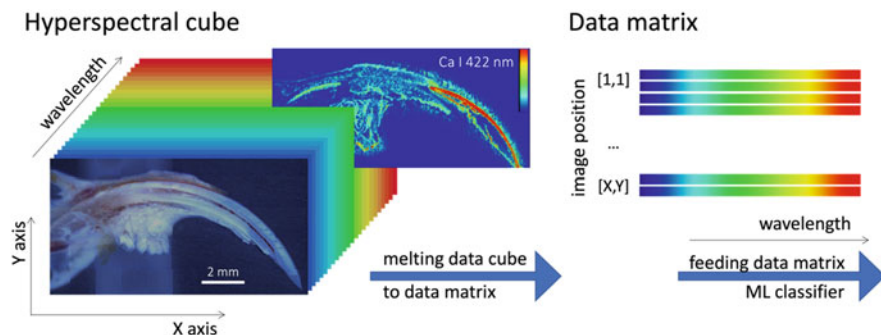 Hyperspectral cube
Data matrix
wavelength
Ca I 422 nm
image position
[1,1]
...
[X,Y]
2 mm
Y axis
X axis
melting data cube
to data matrix
wavelength
feeding data matrix
ML classifier